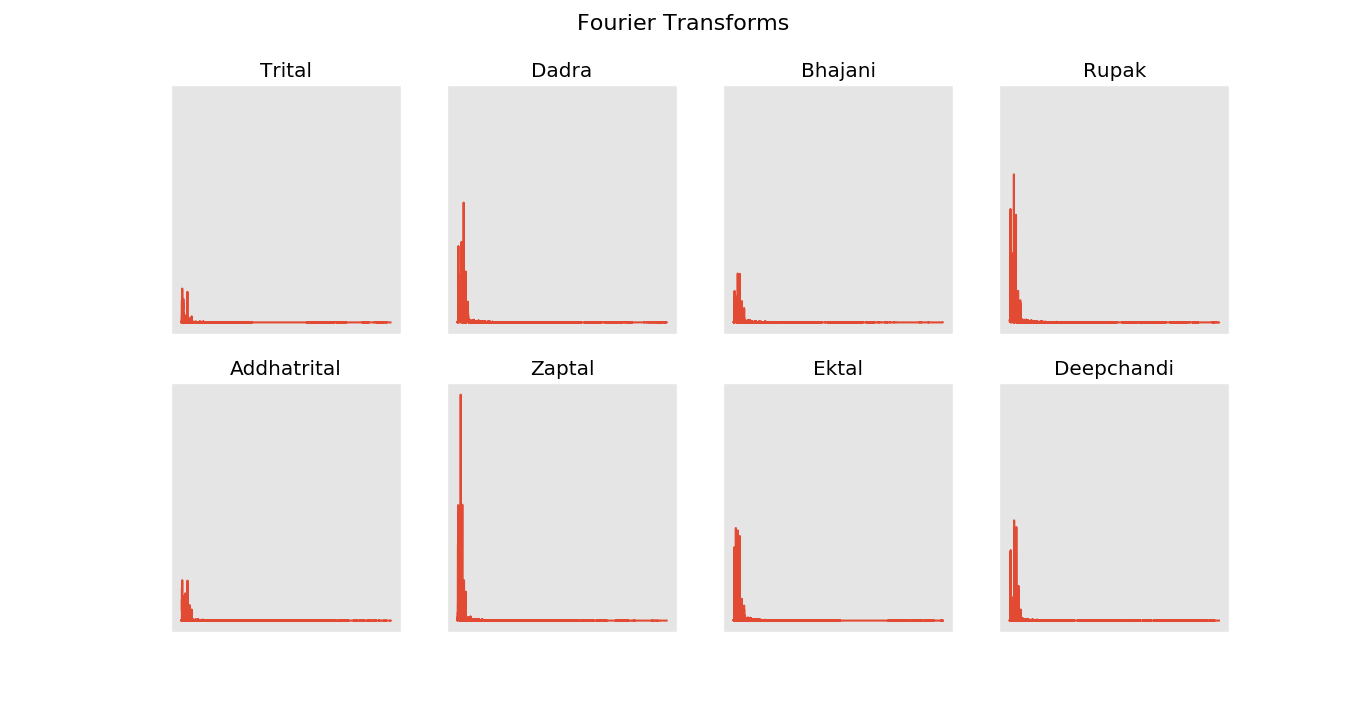 Fourier Transforms
Trital
Dadra
Bhajani
Rupak
Addhatrital
Zaptal
Ektal
Deepchandi